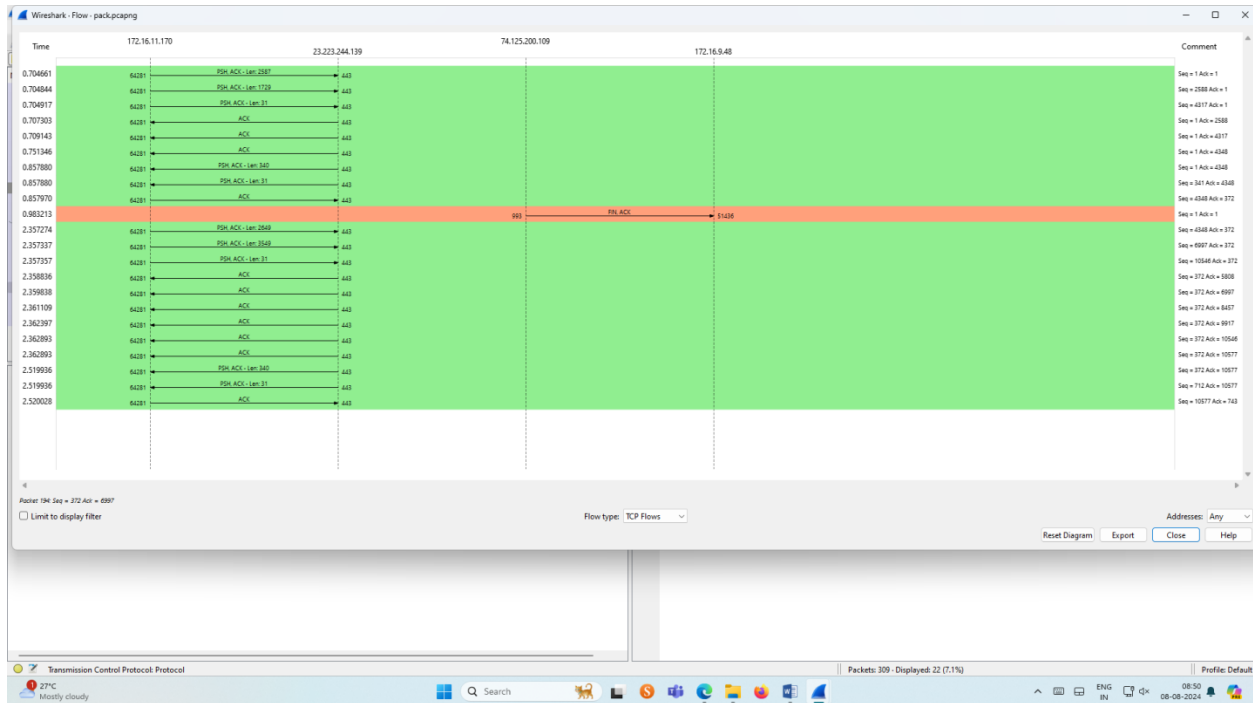 Wireshark - Flow - pack.pcapng
Time 172.16.11.170 23.223.244.139 74.125.200.109 172.16.9.48 Comment
0.704661 64281 PSH, ACK - Len: 2587 443 Seq = 1 Ack = 1
0.704844 64281 PSH, ACK - Len: 1729 443 Seq = 2588 Ack = 1
0.704917 64281 PSH, ACK - Len: 31 443 Seq = 4317 Ack = 1
0.707303 64281 ACK 443 Seq = 1 Ack = 2588
0.709143 64281 ACK 443 Seq = 1 Ack = 4317
0.751346 64281 ACK 443 Seq = 1 Ack = 4348
0.857880 64281 PSH, ACK - Len: 340 443 Seq = 1 Ack = 4348
0.857880 64281 PSH, ACK - Len: 31 443 Seq = 341 Ack = 4348
0.857970 64281 ACK 443 Seq = 4348 Ack = 372
0.983213 993 FIN, ACK 51436 Seq = 1 Ack = 1
2.357274 64281 PSH, ACK - Len: 2649 443 Seq = 4348 Ack = 372
2.357337 64281 PSH, ACK - Len: 3549 443 Seq = 6997 Ack = 372
2.357357 64281 PSH, ACK - Len: 31 443 Seq = 10546 Ack = 372
2.358836 64281 ACK 443 Seq = 372 Ack = 5808
2.359838 64281 ACK 443 Seq = 372 Ack = 6997
2.361109 64281 ACK 443 Seq = 372 Ack = 8457
2.362397 64281 ACK 443 Seq = 372 Ack = 9917
2.362893 64281 ACK 443 Seq = 372 Ack = 10546
2.362893 64281 ACK 443 Seq = 372 Ack = 10577
2.519936 64281 PSH, ACK - Len: 340 443 Seq = 372 Ack = 10577
2.519936 64281 PSH, ACK - Len: 31 443 Seq = 712 Ack = 10577
2.520028 64281 ACK 443 Seq = 10577 Ack = 743
Packet 194: Seq = 372 Ack = 6997
Limit to display filter Flow type: TCP Flows Addresses: Any
Reset Diagram Export Close Help
Transmission Control Protocol: Protocol Packets: 309 · Displayed: 22 (7.1%) Profile: Default
1 27°C Search ENG 08:50
Mostly cloudy IN 08-08-2024